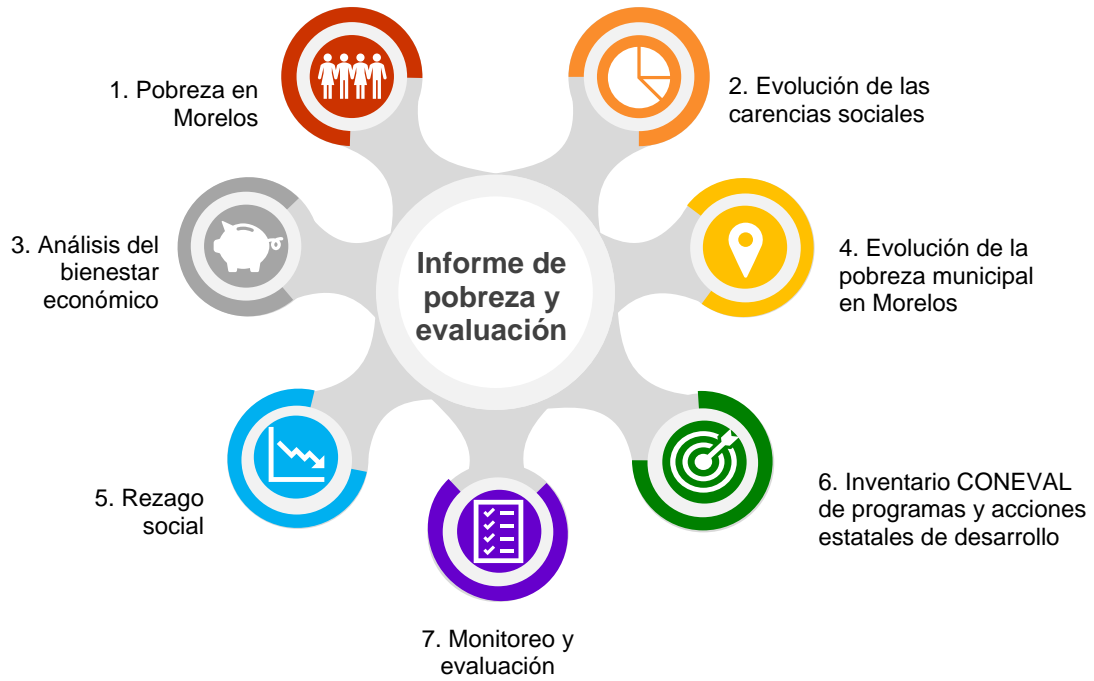 1. Pobreza en
Morelos
2. Evolución de las
carencias sociales
3. Análisis del
bienestar
económico
Informe de
pobreza y
evaluación
4. Evolución de la
pobreza municipal
en Morelos
5. Rezago
social
6. Inventario CONEVAL
de programas y acciones
estatales de desarrollo
7. Monitoreo y
evaluación